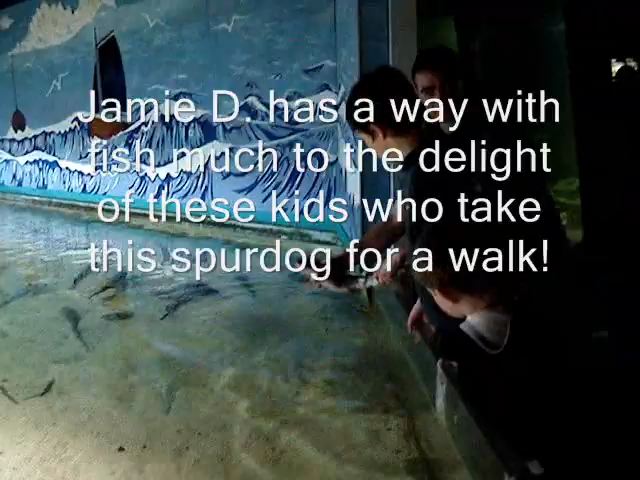 Jamie D. has a way with
fish much to the delight
of these kids who take
this spurdog for a walk!